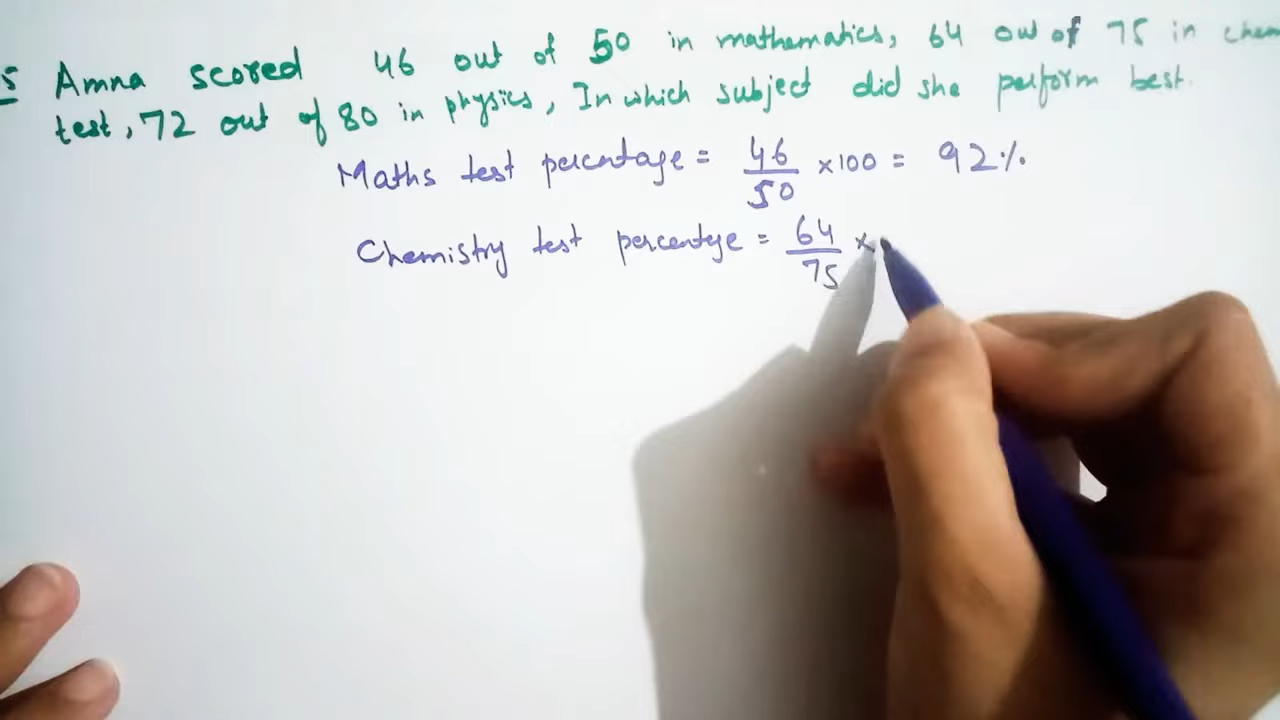 5 Amna scored 46 out of 50 in mathematics, 64 out of 75 in chem
test, 72 out of 80 in physics, In which subject did she perform best.
Maths test percentage = 46/50 ×100 = 92%
Chemistry test percentage = 64/75 ×